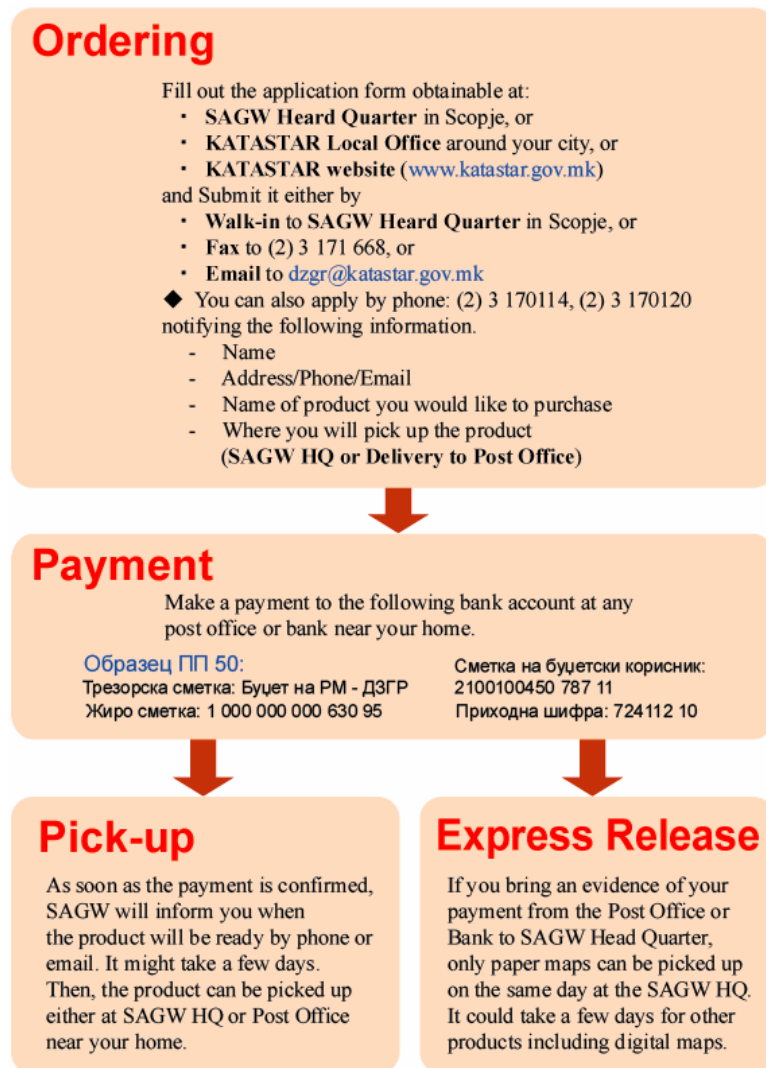 Ordering
Fill out the application form obtainable at:
・ SAGW Heard Quarter in Scopje, or
・ KATASTAR Local Office around your city, or
・ KATASTAR website (www.katastar.gov.mk)
and Submit it either by
・ Walk-in to SAGW Heard Quarter in Scopje, or
・ Fax to (2) 3 171 668, or
・ Email to dzgr@katastar.gov.mk
◆ You can also apply by phone: (2) 3 170114, (2) 3 170120
notifying the following information.
- Name
- Address/Phone/Email
- Name of product you would like to purchase
- Where you will pick up the product
(SAGW HQ or Delivery to Post Office)
Payment
Make a payment to the following bank account at any
post office or bank near your home.
Образец ПП 50:
Трезорска сметка: Буџет на РМ - ДЗГР
Жиро сметка: 1 000 000 000 630 95
Сметка на буџетски корисник:
2100100450 787 11
Приходна шифра: 724112 10
Pick-up
As soon as the payment is confirmed,
SAGW will inform you when
the product will be ready by phone or
email. It might take a few days.
Then, the product can be picked up
either at SAGW HQ or Post Office
near your home.
Express Release
If you bring an evidence of your
payment from the Post Office or
Bank to SAGW Head Quarter,
only paper maps can be picked up
on the same day at the SAGW HQ.
It could take a few days for other
products including digital maps.